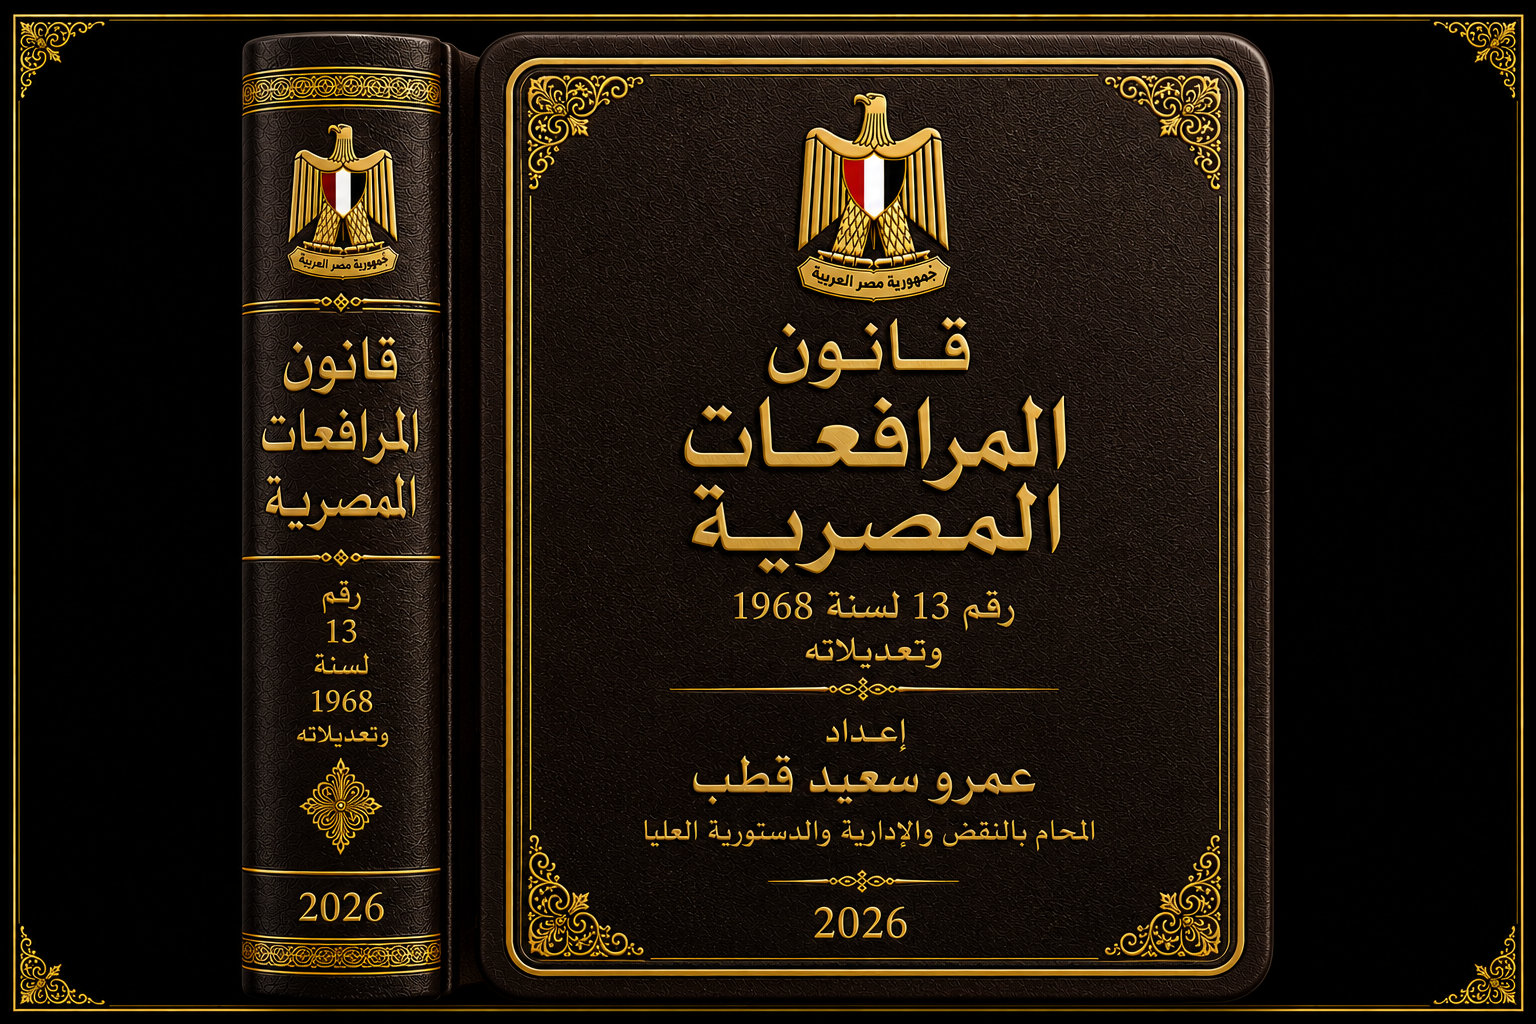 جمهورية مصر العربية
قانون
المرافعات
المصرية
رقم
13
لسنة
1968
وتعديلاته
2026
جمهورية مصر العربية
قانون
المرافعات
المصرية
رقم 13 لسنة 1968
وتعديلاته
إعداد
عمرو سعيد قطب
المحام بالنقض والإدارية والدستورية العليا
2026